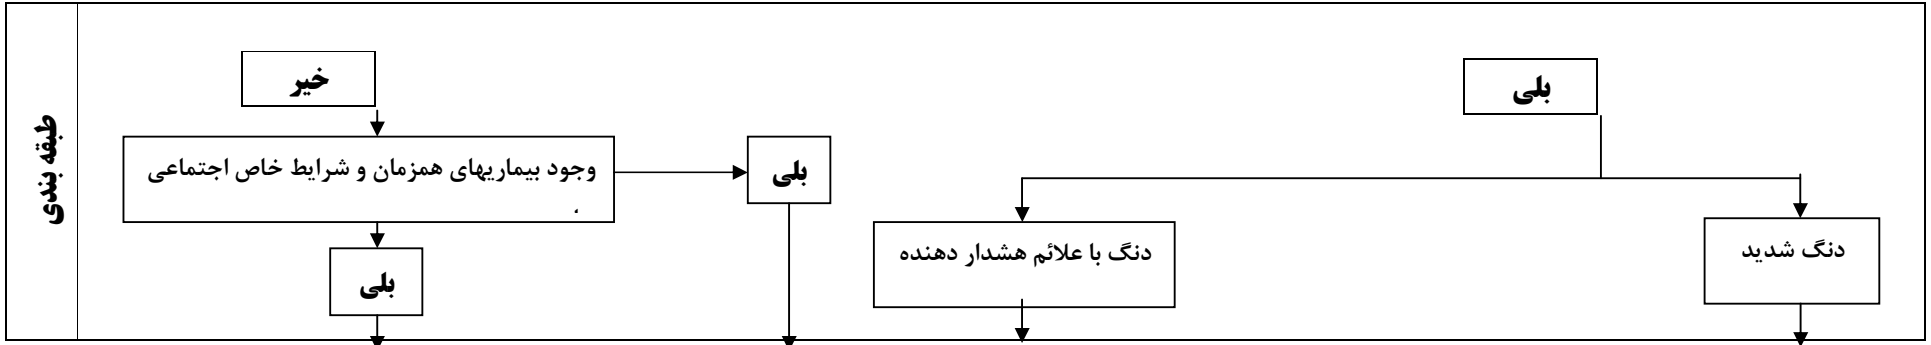 طبقه بندی
بلی
خیر
وجود بیماریهای همزمان و شرایط خاص اجتماعی
بلی
دنگ شدید
دنگ با علائم هشدار دهنده
بلی